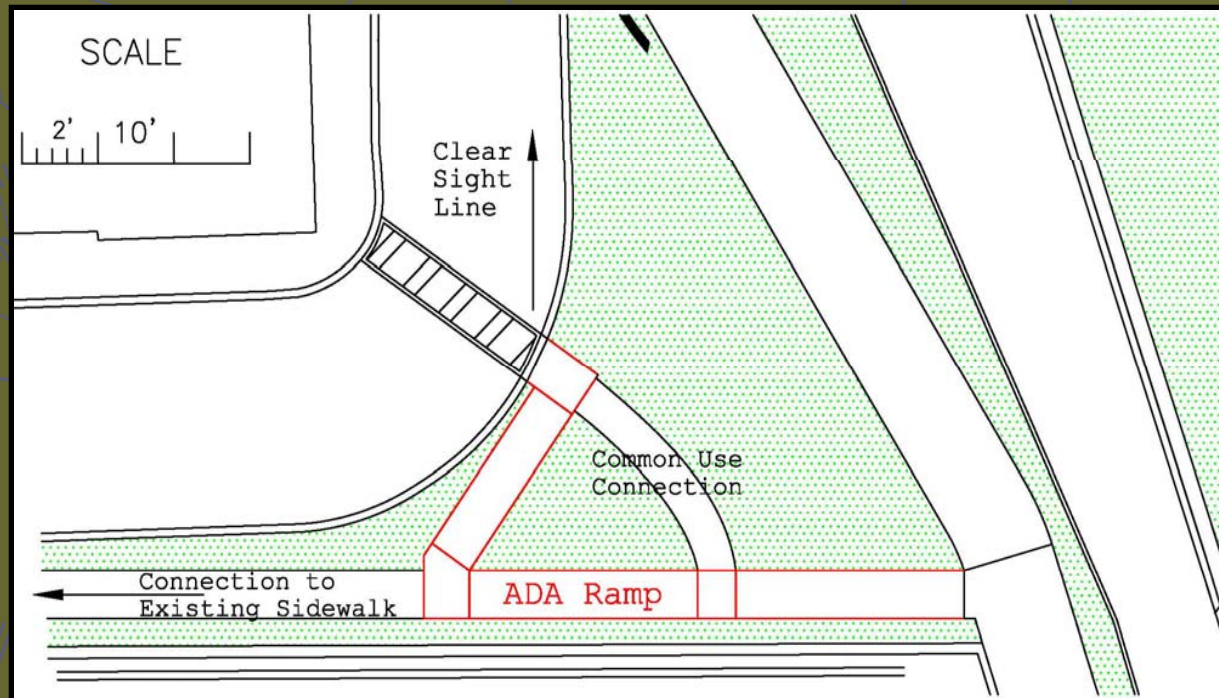 SCALE
2' 10'
Clear
Sight
Line
Common Use
Connection
Connection to
Existing Sidewalk
ADA Ramp